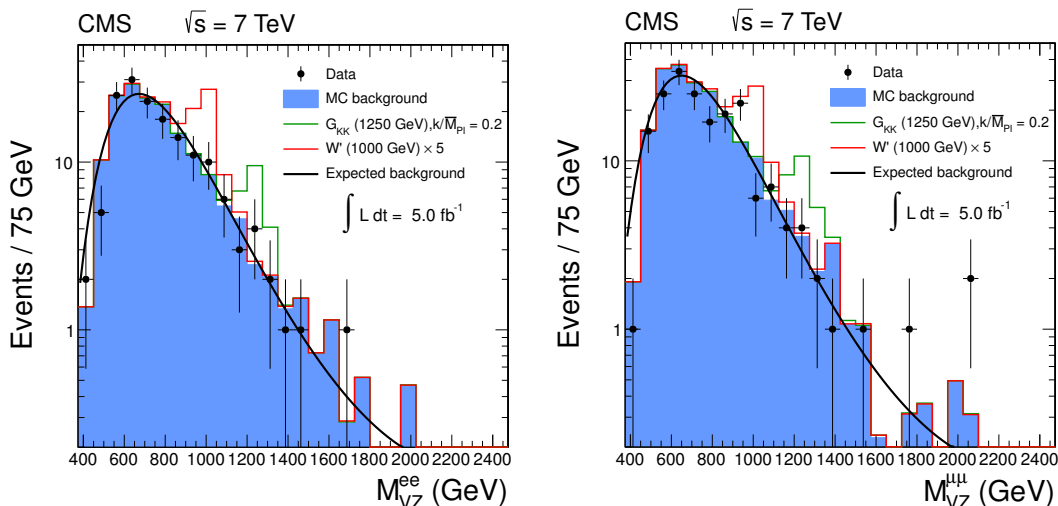 CMS √s = 7 TeV
Events / 75 GeV
10
1
Data
MC background
G_KK (1250 GeV),k/M̅_Pl = 0.2
W' (1000 GeV) × 5
Expected background
∫ L dt = 5.0 fb⁻¹
400 600 800 1000 1200 1400 1600 1800 2000 2200 2400
M_VZ^ee (GeV)
CMS √s = 7 TeV
Events / 75 GeV
10
1
Data
MC background
G_KK (1250 GeV),k/M̅_Pl = 0.2
W' (1000 GeV) × 5
Expected background
∫ L dt = 5.0 fb⁻¹
400 600 800 1000 1200 1400 1600 1800 2000 2200 2400
M_VZ^μμ (GeV)